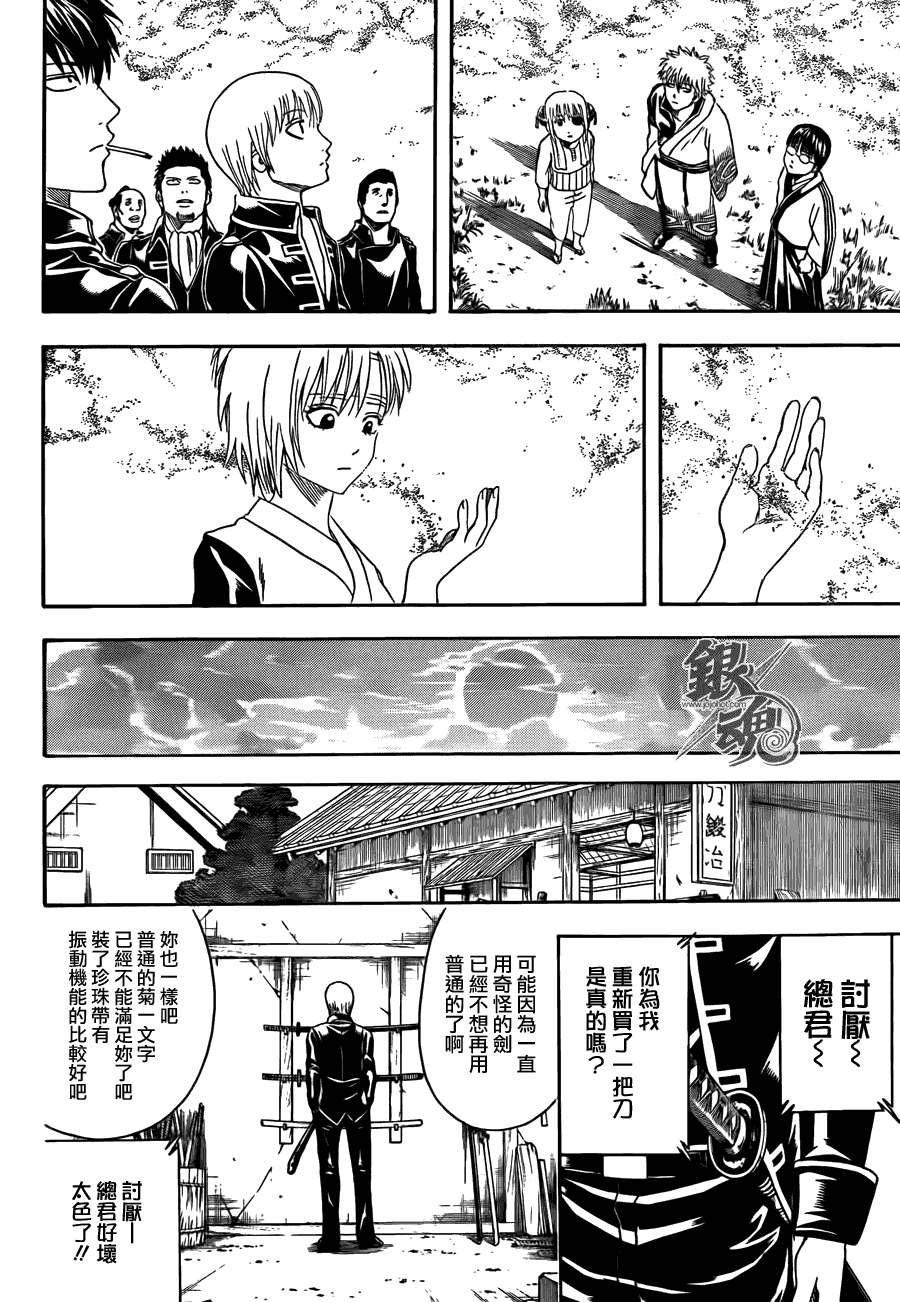 銀魂
www.jojohot.com
刀鍛冶
討厭～
總君～
你為我
重新買了一把刀
是真的嗎？
可能因為一直
用奇怪的劍
已經不想再用
普通的了啊
妳也一樣吧
普通的菊一文字
已經不能滿足妳了吧
裝了珍珠帶有
振動機能的比較好吧
討厭—
總君好壞
太色了!!